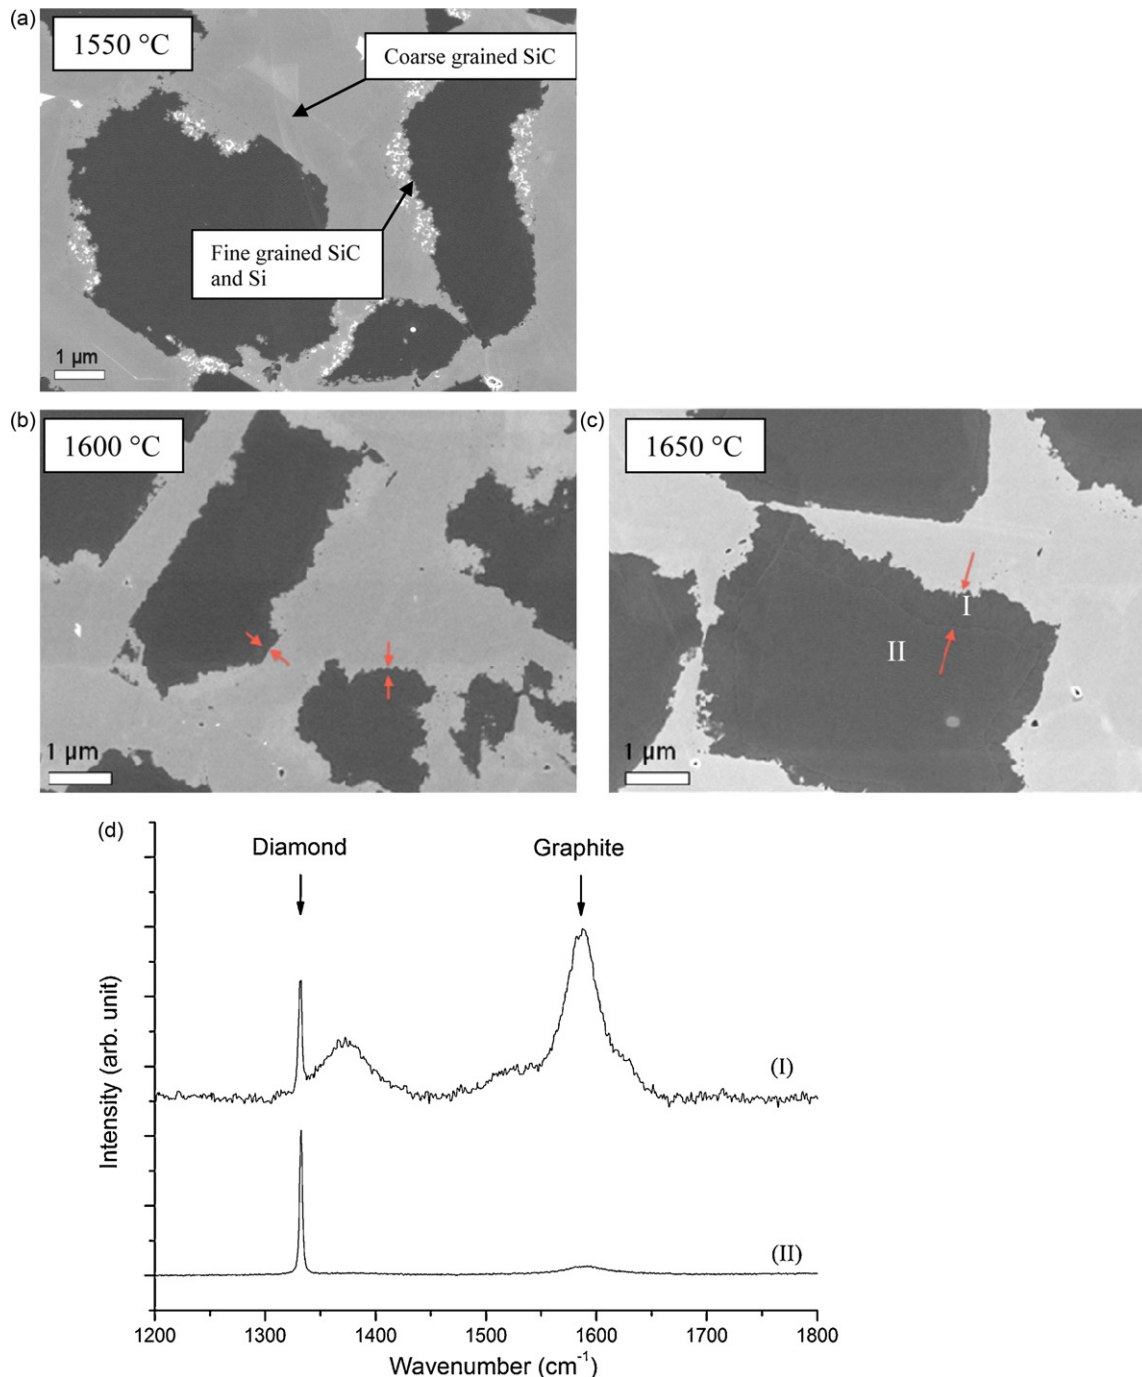 (a)
1550 °C
Coarse grained SiC
Fine grained SiC
and Si
1 µm
(b)
1600 °C
1 µm
(c)
1650 °C
I
II
1 µm
(d)
Diamond
Graphite
(I)
(II)
Intensity (arb. unit)
1200 1300 1400 1500 1600 1700 1800
Wavenumber (cm⁻¹)